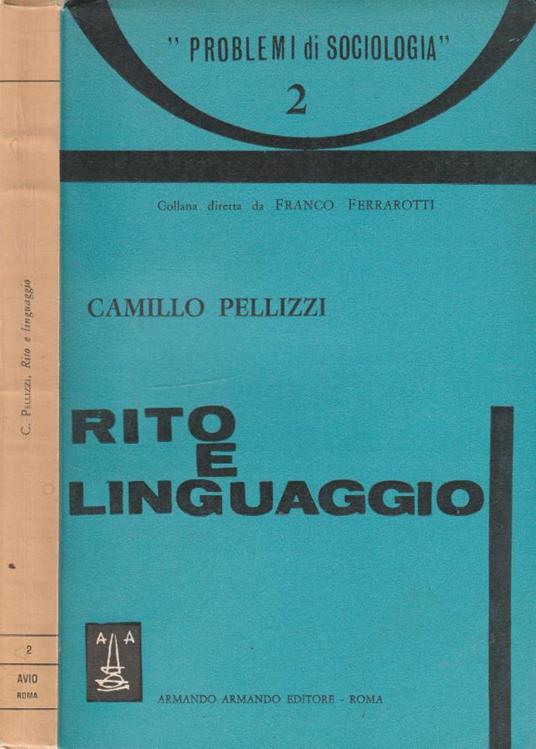 " PROBLEMI di SOCIOLOGIA"
2
Collana diretta da FRANCO FERRAROTTI
CAMILLO PELLIZZI
RITO
E
LINGUAGGIO
A A
ARMANDO ARMANDO EDITORE - ROMA
C. PELLIZZI, Rito e linguaggio
2
AVIO
ROMA